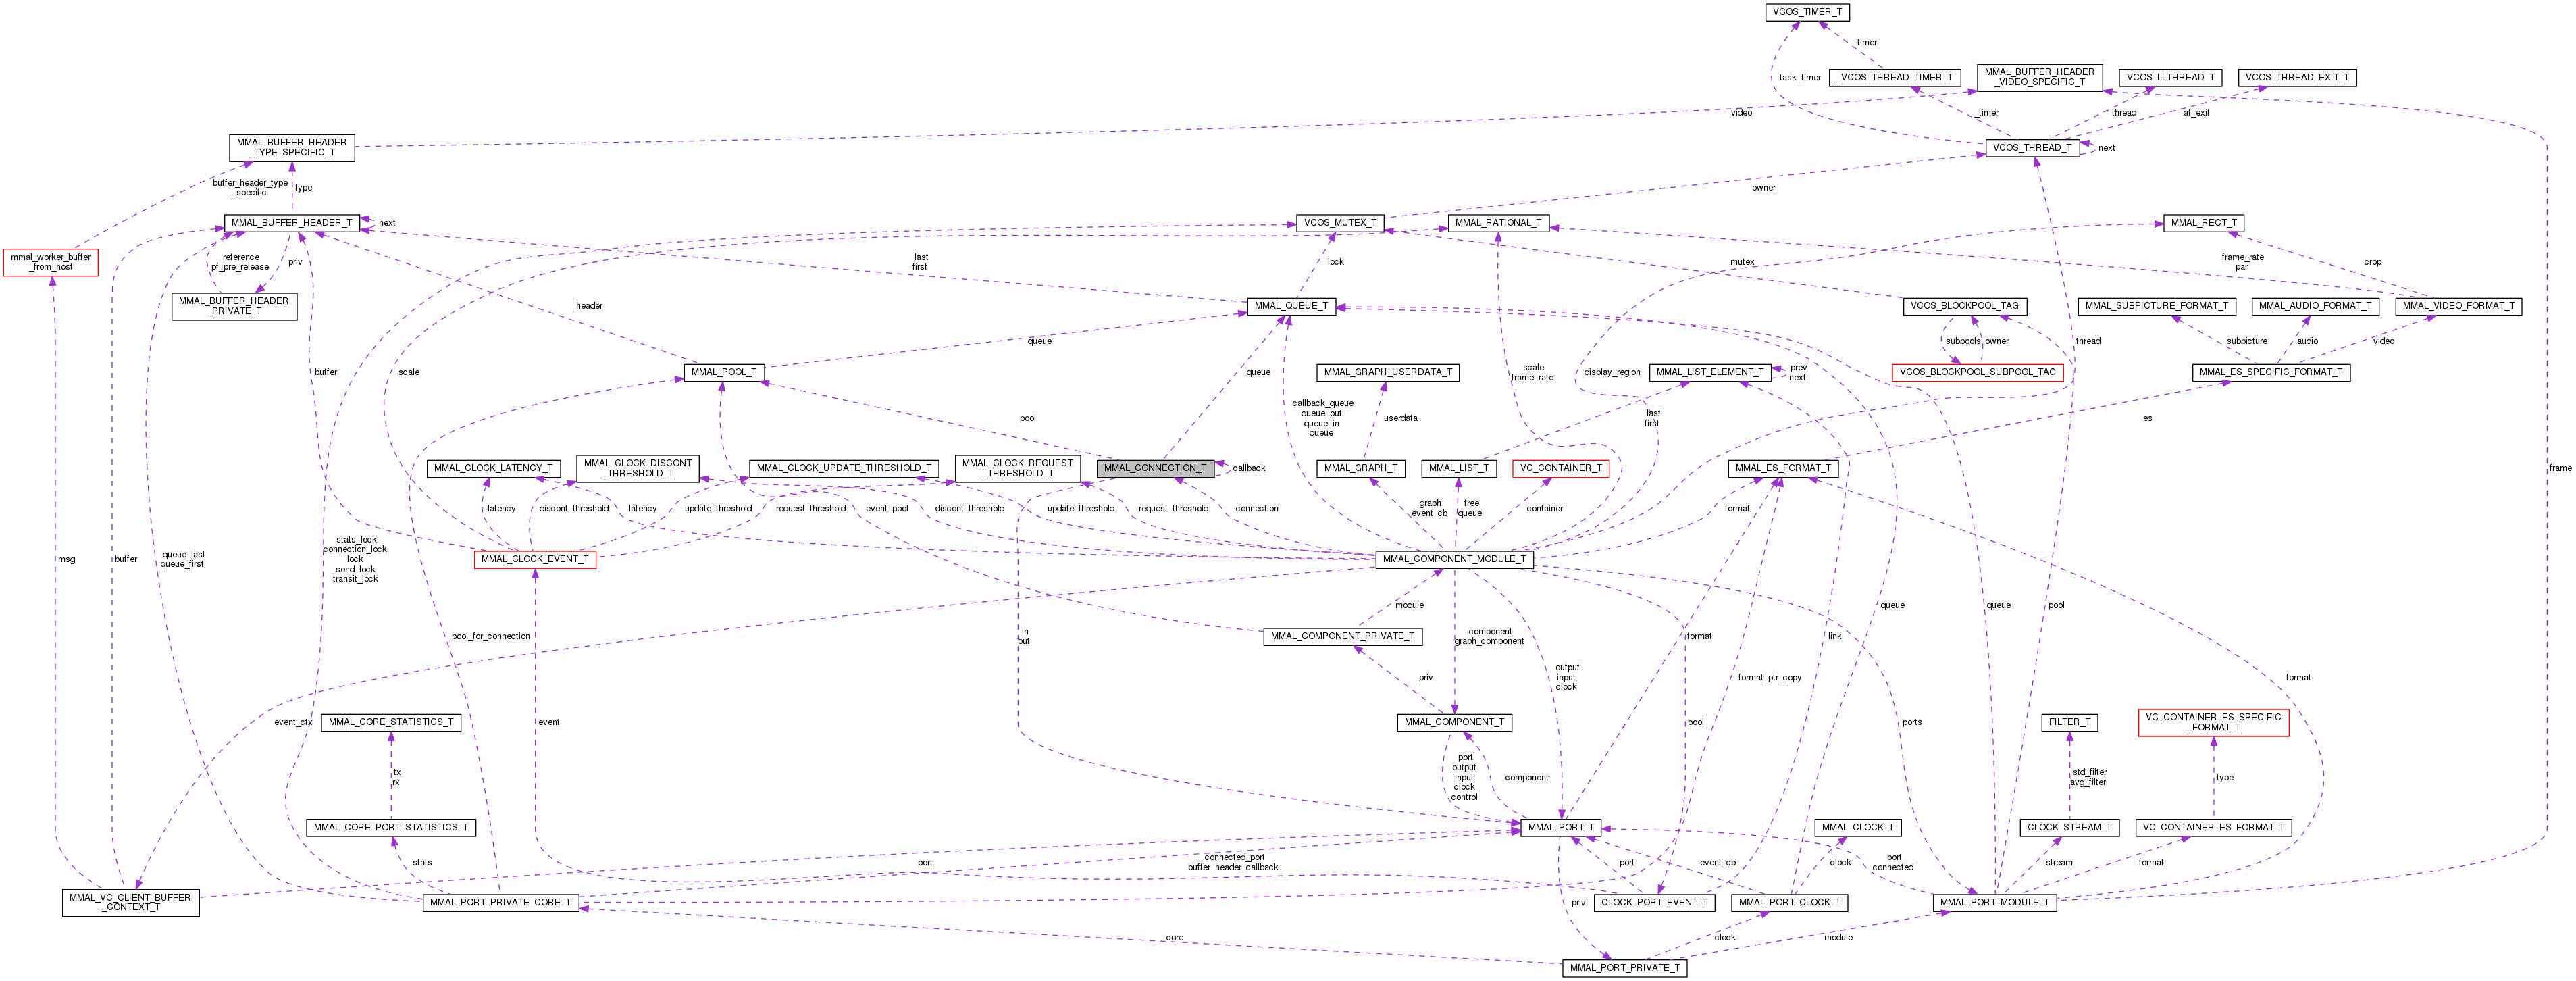 VCOS_TIMER_T
timer
task_timer
_VCOS_THREAD_TIMER_T
MMAL_BUFFER_HEADER
_VIDEO_SPECIFIC_T
VCOS_LLTHREAD_T
VCOS_THREAD_EXIT_T
video
_timer
thread
at_exit
MMAL_BUFFER_HEADER
_TYPE_SPECIFIC_T
VCOS_THREAD_T
next
buffer_header_type
_specific
type
owner
MMAL_BUFFER_HEADER_T
next
VCOS_MUTEX_T
MMAL_RATIONAL_T
MMAL_RECT_T
mmal_worker_buffer
_from_host
reference
pf_pre_release
priv
last
first
lock
mutex
frame_rate
par
crop
MMAL_BUFFER_HEADER
_PRIVATE_T
header
MMAL_QUEUE_T
VCOS_BLOCKPOOL_TAG
MMAL_SUBPICTURE_FORMAT_T
MMAL_AUDIO_FORMAT_T
MMAL_VIDEO_FORMAT_T
queue
subpools
owner
thread
subpicture
audio
video
buffer
scale
MMAL_POOL_T
queue
MMAL_GRAPH_USERDATA_T
scale
frame_rate
display_region
MMAL_LIST_ELEMENT_T
prev
next
VCOS_BLOCKPOOL_SUBPOOL_TAG
MMAL_ES_SPECIFIC_FORMAT_T
pool
callback_queue
queue_out
queue_in
queue
userdata
last
first
es
MMAL_CLOCK_LATENCY_T
MMAL_CLOCK_DISCONT
_THRESHOLD_T
MMAL_CLOCK_UPDATE_THRESHOLD_T
MMAL_CLOCK_REQUEST
_THRESHOLD_T
MMAL_CONNECTION_T
callback
MMAL_GRAPH_T
MMAL_LIST_T
VC_CONTAINER_T
MMAL_ES_FORMAT_T
frame
latency
discont_threshold
latency
update_threshold
request_threshold
event_pool
discont_threshold
update_threshold
request_threshold
connection
graph
event_cb
free
queue
container
format
msg
buffer
queue_last
queue_first
stats_lock
connection_lock
lock
send_lock
transit_lock
MMAL_CLOCK_EVENT_T
MMAL_COMPONENT_MODULE_T
module
queue
queue
pool
pool_for_connection
in
out
MMAL_COMPONENT_PRIVATE_T
component
graph_component
format
link
priv
output
input
clock
format_ptr_copy
format
event_ctx
MMAL_CORE_STATISTICS_T
event
MMAL_COMPONENT_T
pool
ports
FILTER_T
VC_CONTAINER_ES_SPECIFIC
_FORMAT_T
tx
rx
port
output
input
clock
control
component
std_filter
avg_filter
type
MMAL_CORE_PORT_STATISTICS_T
MMAL_PORT_T
MMAL_CLOCK_T
CLOCK_STREAM_T
VC_CONTAINER_ES_FORMAT_T
stats
port
connected_port
buffer_header_callback
port
event_cb
clock
port
connected
stream
format
MMAL_VC_CLIENT_BUFFER
_CONTEXT_T
MMAL_PORT_PRIVATE_CORE_T
priv
CLOCK_PORT_EVENT_T
MMAL_PORT_CLOCK_T
MMAL_PORT_MODULE_T
core
clock
module
MMAL_PORT_PRIVATE_T